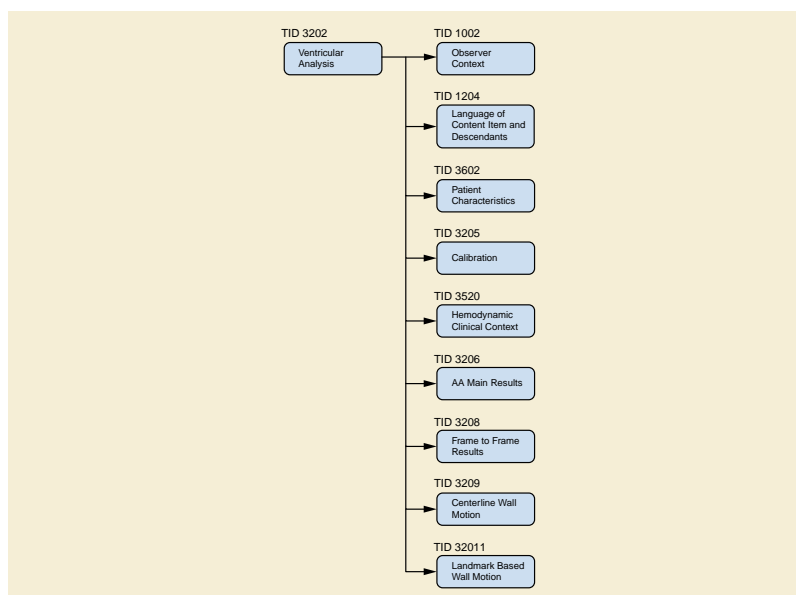 TID 3202
Ventricular
Analysis
TID 1002
Observer
Context
TID 1204
Language of
Content Item and
Descendants
TID 3602
Patient
Characteristics
TID 3205
Calibration
TID 3520
Hemodynamic
Clinical Context
TID 3206
AA Main Results
TID 3208
Frame to Frame
Results
TID 3209
Centerline Wall
Motion
TID 32011
Landmark Based
Wall Motion